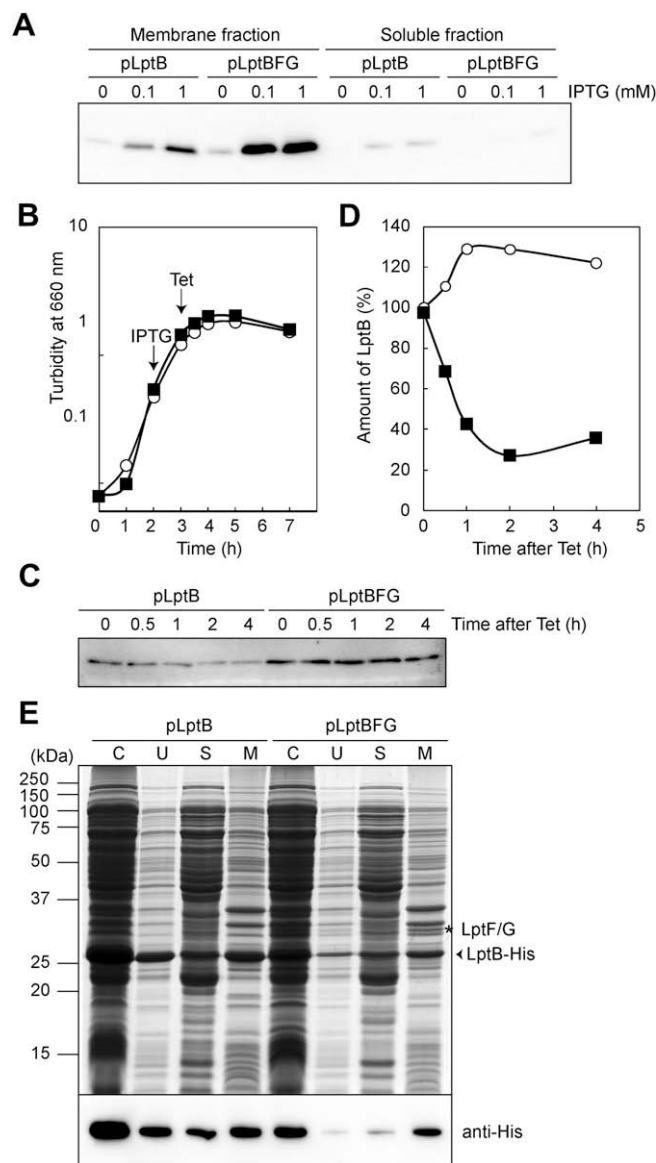 A
Membrane fraction Soluble fraction
pLptB pLptBFG pLptB pLptBFG
0 0.1 1 0 0.1 1 0 0.1 1 0 0.1 1 IPTG (mM)
B
10
1
0.1
Turbidity at 660 nm
IPTG
Tet
0 1 2 3 4 5 6 7
Time (h)
D
140
120
100
80
60
40
20
0
Amount of LptB (%)
0 1 2 3 4 5
Time after Tet (h)
C
pLptB pLptBFG
0 0.5 1 2 4 0 0.5 1 2 4 Time after Tet (h)
E
pLptB pLptBFG
(kDa) C U S M C U S M
250
150
100
75
50
37
* LptF/G
LptB-His
25
20
15
anti-His